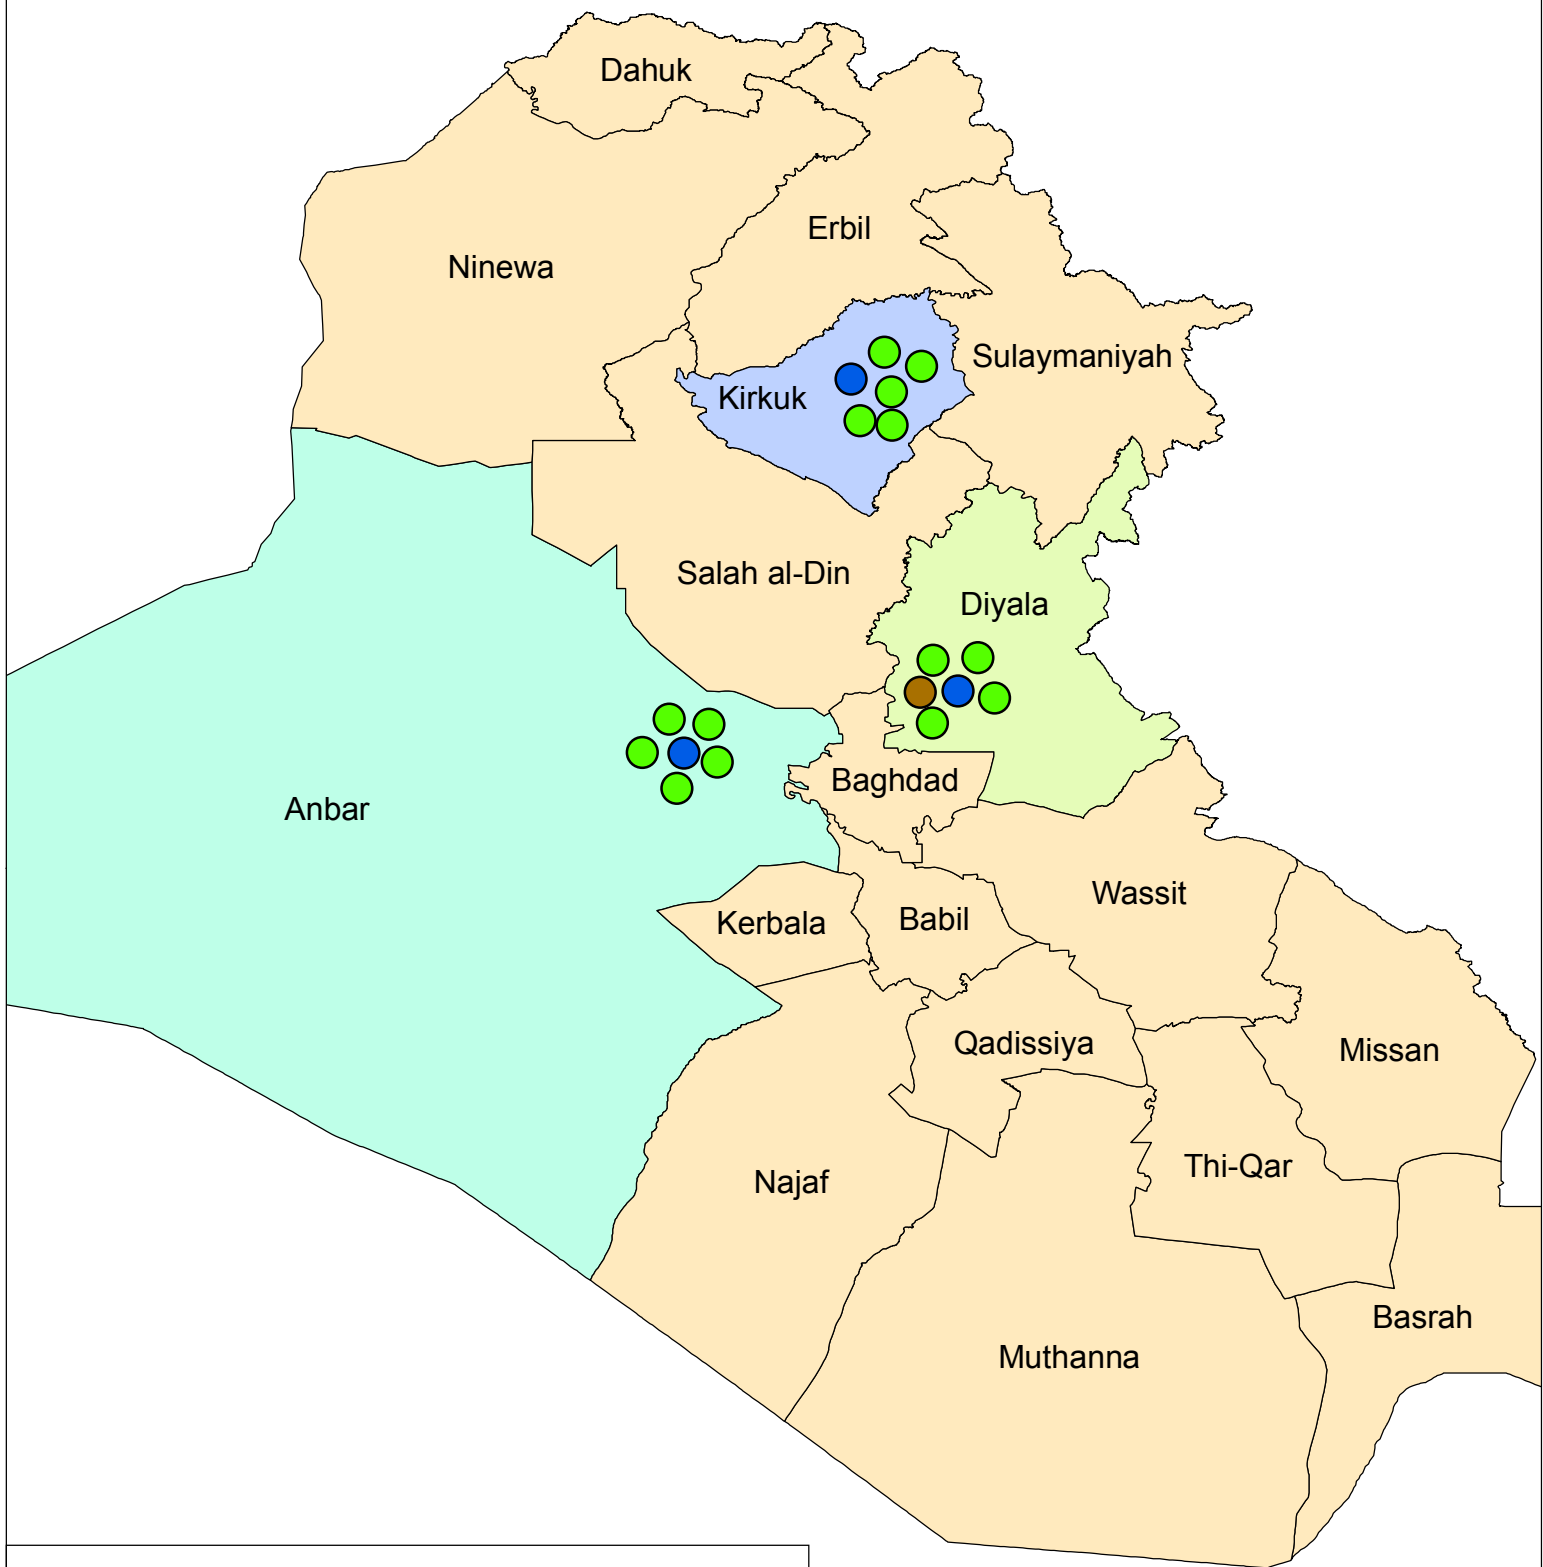 Dahuk
Erbil
Ninewa
Sulaymaniyah
Kirkuk
Salah al-Din
Diyala
Baghdad
Anbar
Wassit
Babil
Kerbala
Qadissiya
Missan
Thi-Qar
Najaf
Basrah
Muthanna